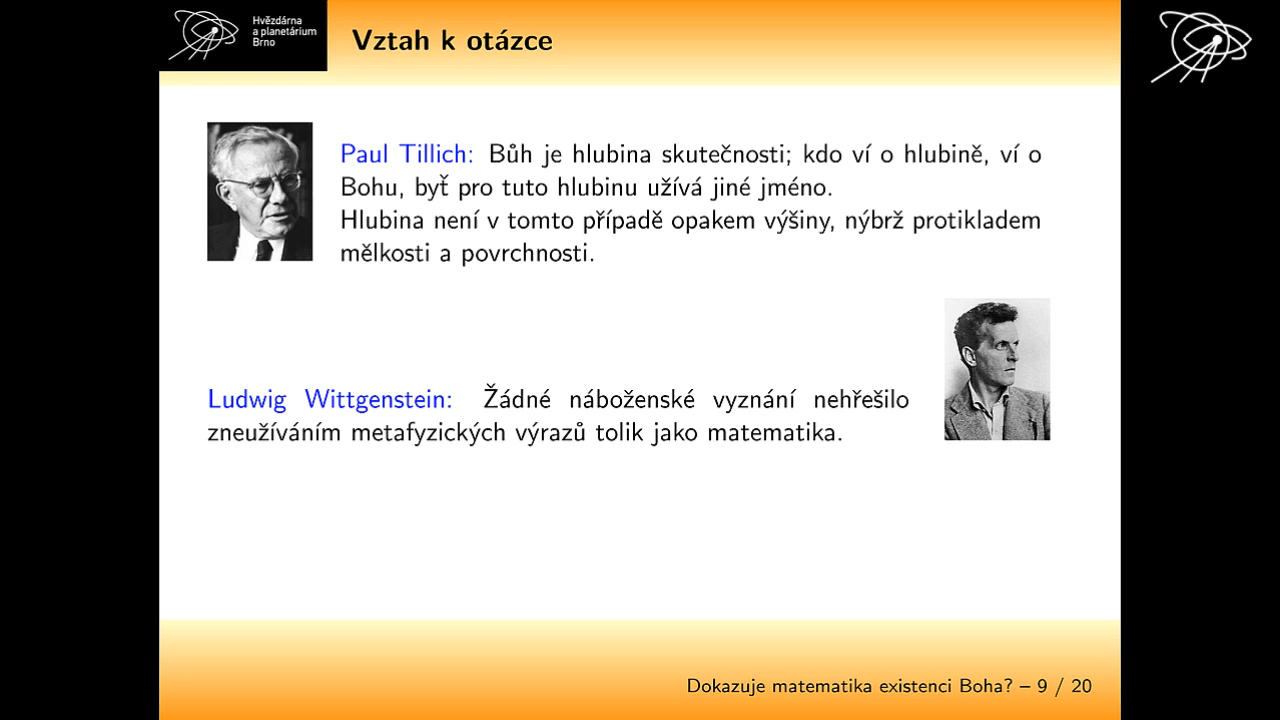 Hvězdárna
a planetárium
Brno
Vztah k otázce
Paul Tillich: Bůh je hlubina skutečnosti; kdo ví o hlubině, ví o
Bohu, byť pro tuto hlubinu užívá jiné jméno.
Hlubina není v tomto případě opakem výšiny, nýbrž protikladem
mělkosti a povrchnosti.
Ludwig Wittgenstein: Žádné náboženské vyznání nehřešilo
zneužíváním metafyzických výrazů tolik jako matematika.
Dokazuje matematika existenci Boha? – 9 / 20